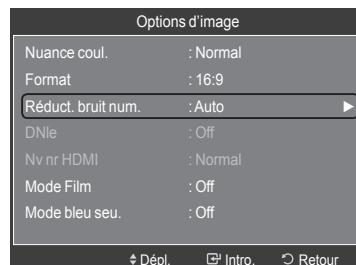 Options d’image
Nuance coul. : Normal
Format : 16:9
Réduct. bruit num. : Auto ►
DNIe : Off
Nv nr HDMI : Normal
Mode Film : Off
Mode bleu seu. : Off
Dépl. Intro. Retour